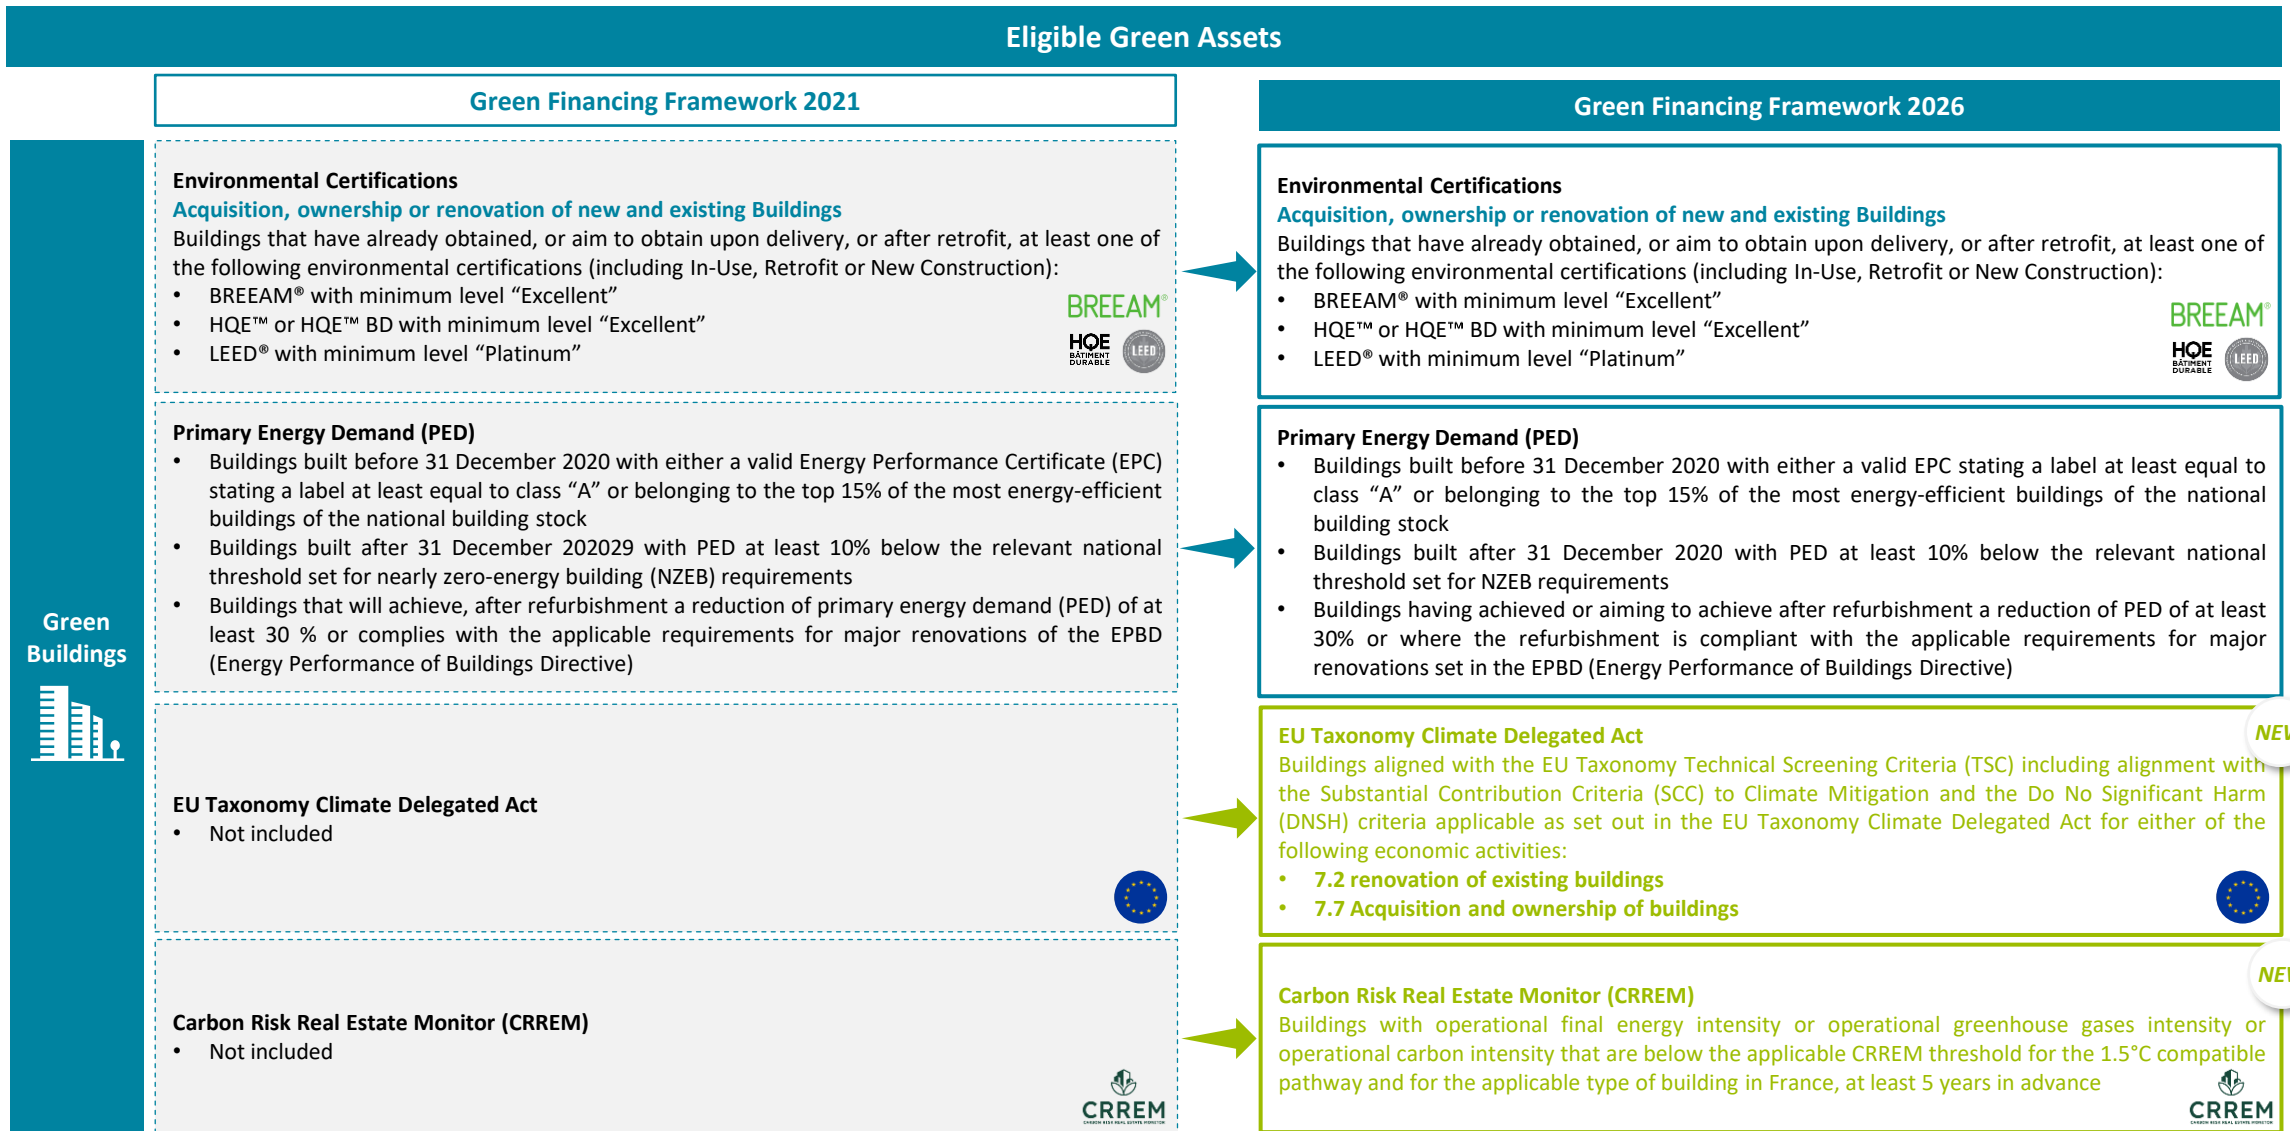 Eligible Green Assets
Green Financing Framework 2021
Green Financing Framework 2026
Green
Buildings
Environmental Certifications
Acquisition, ownership or renovation of new and existing Buildings
Buildings that have already obtained, or aim to obtain upon delivery, or after retrofit, at least one of
the following environmental certifications (including In-Use, Retrofit or New Construction):
• BREEAM® with minimum level “Excellent”
• HQE™ or HQE™ BD with minimum level “Excellent”
• LEED® with minimum level “Platinum”
BREEAM®
HQE
BÂTIMENT
DURABLE
LEED
Environmental Certifications
Acquisition, ownership or renovation of new and existing Buildings
Buildings that have already obtained, or aim to obtain upon delivery, or after retrofit, at least one of
the following environmental certifications (including In-Use, Retrofit or New Construction):
• BREEAM® with minimum level “Excellent”
• HQE™ or HQE™ BD with minimum level “Excellent”
• LEED® with minimum level “Platinum”
BREEAM®
HQE
BÂTIMENT
DURABLE
LEED
Primary Energy Demand (PED)
• Buildings built before 31 December 2020 with either a valid Energy Performance Certificate (EPC)
stating a label at least equal to class “A” or belonging to the top 15% of the most energy-efficient
buildings of the national building stock
• Buildings built after 31 December 202029 with PED at least 10% below the relevant national
threshold set for nearly zero-energy building (NZEB) requirements
• Buildings that will achieve, after refurbishment a reduction of primary energy demand (PED) of at
least 30 % or complies with the applicable requirements for major renovations of the EPBD
(Energy Performance of Buildings Directive)
Primary Energy Demand (PED)
• Buildings built before 31 December 2020 with either a valid EPC stating a label at least equal to
class “A” or belonging to the top 15% of the most energy-efficient buildings of the national
building stock
• Buildings built after 31 December 2020 with PED at least 10% below the relevant national
threshold set for NZEB requirements
• Buildings having achieved or aiming to achieve after refurbishment a reduction of PED of at least
30% or where the refurbishment is compliant with the applicable requirements for major
renovations set in the EPBD (Energy Performance of Buildings Directive)
EU Taxonomy Climate Delegated Act
• Not included
EU Taxonomy Climate Delegated Act
Buildings aligned with the EU Taxonomy Technical Screening Criteria (TSC) including alignment with
the Substantial Contribution Criteria (SCC) to Climate Mitigation and the Do No Significant Harm
(DNSH) criteria applicable as set out in the EU Taxonomy Climate Delegated Act for either of the
following economic activities:
• 7.2 renovation of existing buildings
• 7.7 Acquisition and ownership of buildings
Carbon Risk Real Estate Monitor (CRREM)
• Not included
CRREM
CARBON RISK REAL ESTATE MONITOR
Carbon Risk Real Estate Monitor (CRREM)
Buildings with operational final energy intensity or operational greenhouse gases intensity or
operational carbon intensity that are below the applicable CRREM threshold for the 1.5°C compatible
pathway and for the applicable type of building in France, at least 5 years in advance
CRREM
CARBON RISK REAL ESTATE MONITOR